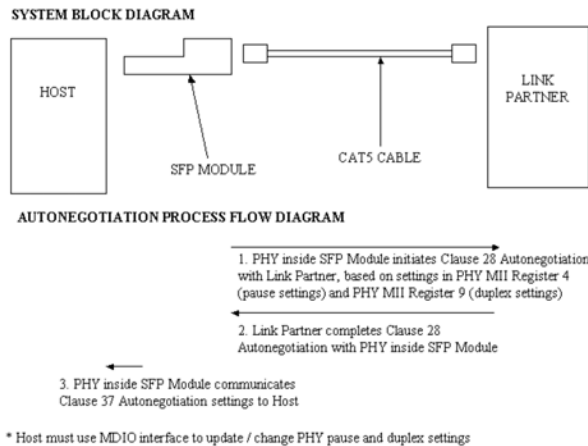 SYSTEM BLOCK DIAGRAM
HOST
LINK
PARTNER
SFP MODULE
CAT5 CABLE
AUTONEGOTIATION PROCESS FLOW DIAGRAM
1. PHY inside SFP Module initiates Clause 28 Autonegotiation
with Link Partner, based on settings in PHY MII Register 4
(pause settings) and PHY MII Register 9 (duplex settings)
2. Link Partner completes Clause 28
Autonegotiation with PHY inside SFP Module
3. PHY inside SFP Module communicates
Clause 37 Autonegotiation settings to Host
* Host must use MDIO interface to update / change PHY pause and duplex settings